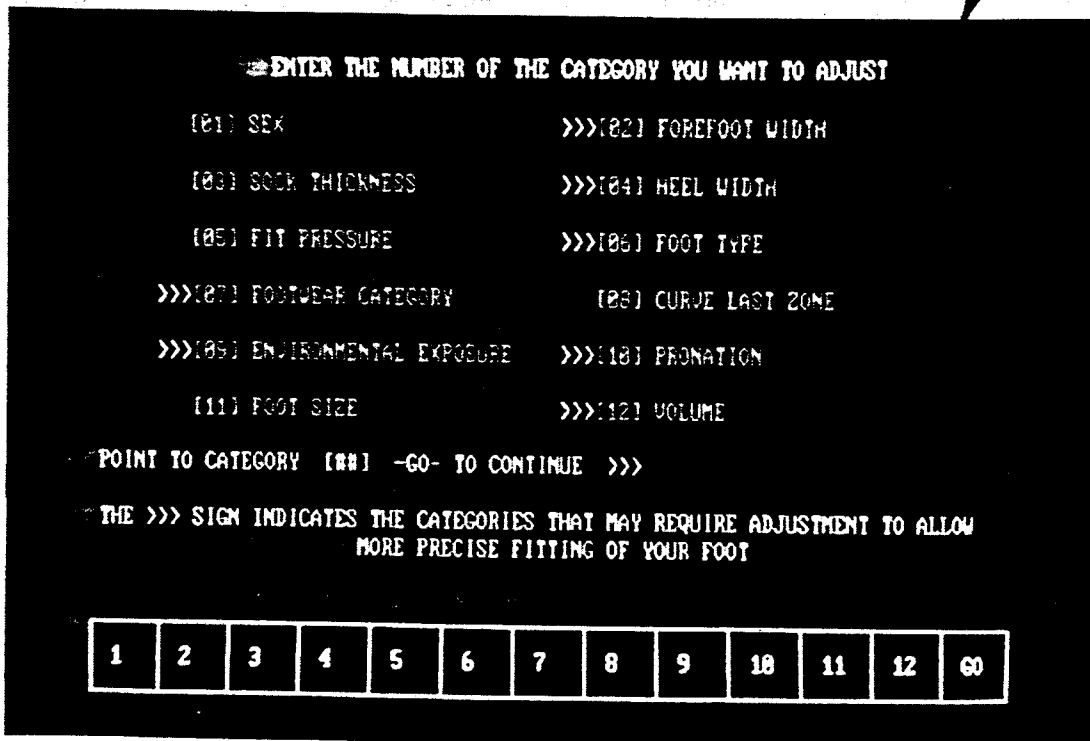 ENTER THE NUMBER OF THE CATEGORY YOU WANT TO ADJUST
[01] SEX >>>[02] FOREFOOT WIDTH
[03] SOCK THICKNESS >>>[04] HEEL WIDTH
[05] FIT PRESSURE >>>[06] FOOT TYPE
>>>[07] FOOTWEAR CATEGORY [08] CURVE LAST ZONE
>>>[09] ENVIRONMENTAL EXPOSURE >>>[10] PRONATION
[11] FOOT SIZE >>>[12] VOLUME
POINT TO CATEGORY [##] -GO- TO CONTINUE >>>
THE >>> SIGN INDICATES THE CATEGORIES THAT MAY REQUIRE ADJUSTMENT TO ALLOW
MORE PRECISE FITTING OF YOUR FOOT
1 2 3 4 5 6 7 8 9 10 11 12 GO